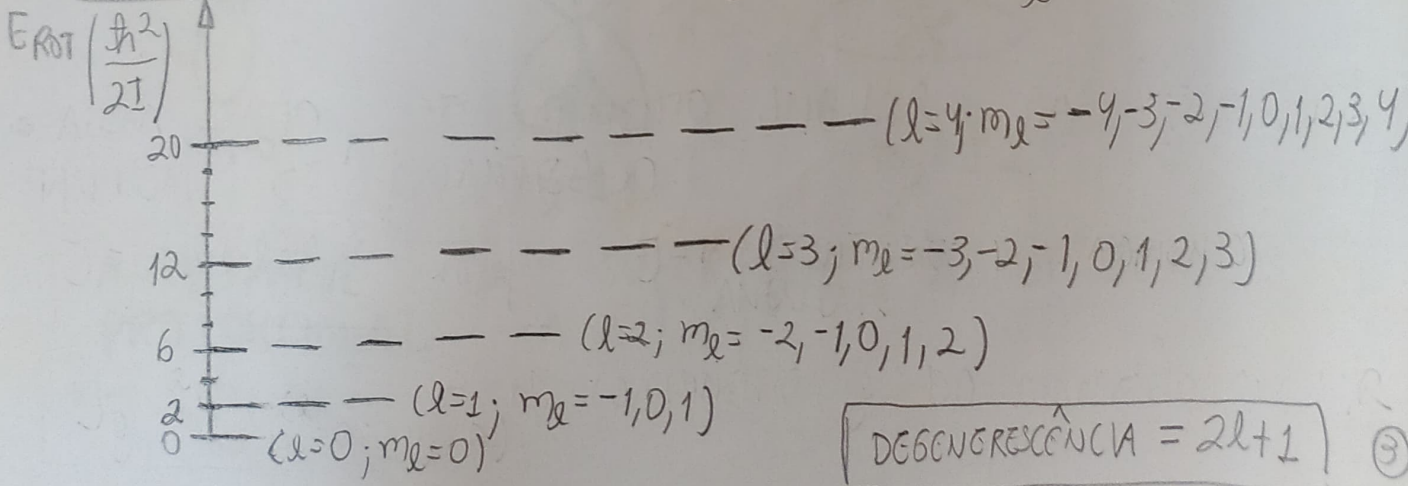 E_ROT (ħ²/2I)
20 (l=4; m_l = -4,-3,-2,-1,0,1,2,3,4)
12 (l=3; m_l = -3,-2,-1,0,1,2,3)
6 (l=2; m_l = -2,-1,0,1,2)
2 (l=1; m_l = -1,0,1)
0 (l=0; m_l=0)
DEGENERESCÊNCIA = 2l+1
3